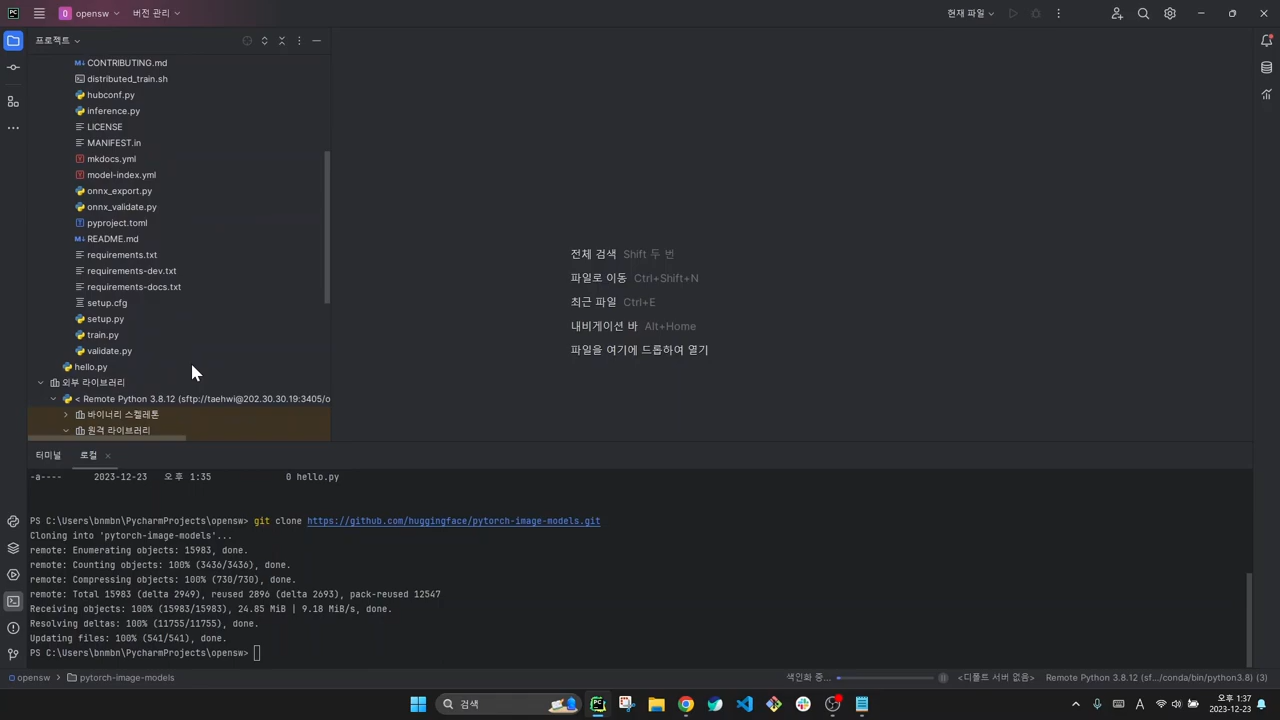 PC
O
opensw
버전 관리
현재 파일
프로젝트
CONTRIBUTING.md
distributed_train.sh
hubconf.py
inference.py
LICENSE
MANIFEST.in
mkdocs.yml
model-index.yml
onnx_export.py
onnx_validate.py
pyproject.toml
README.md
requirements.txt
requirements-dev.txt
requirements-docs.txt
setup.cfg
setup.py
train.py
validate.py
hello.py
외부 라이브러리
< Remote Python 3.8.12 (sftp://taehwi@202.30.30.19:3405/o
바이너리 스켈레톤
원격 라이브러리
전체 검색 Shift 두 번
파일로 이동 Ctrl+Shift+N
최근 파일 Ctrl+E
내비게이션 바 Alt+Home
파일을 여기에 드롭하여 열기
터미널
로컬
-a---- 2023-12-23 오후 1:35 0 hello.py
PS C:\Users\bnmbn\PycharmProjects\opensw> git clone https://github.com/huggingface/pytorch-image-models.git
Cloning into 'pytorch-image-models'...
remote: Enumerating objects: 15983, done.
remote: Counting objects: 100% (3436/3436), done.
remote: Compressing objects: 100% (730/730), done.
remote: Total 15983 (delta 2949), reused 2896 (delta 2693), pack-reused 12547
Receiving objects: 100% (15983/15983), 24.85 MiB | 9.18 MiB/s, done.
Resolving deltas: 100% (11755/11755), done.
Updating files: 100% (541/541), done.
PS C:\Users\bnmbn\PycharmProjects\opensw>
opensw > pytorch-image-models
색인화 중...
<디폴트 서버 없음>
Remote Python 3.8.12 (sf.../conda/bin/python3.8) (3)
검색
A
오후 1:37
2023-12-23